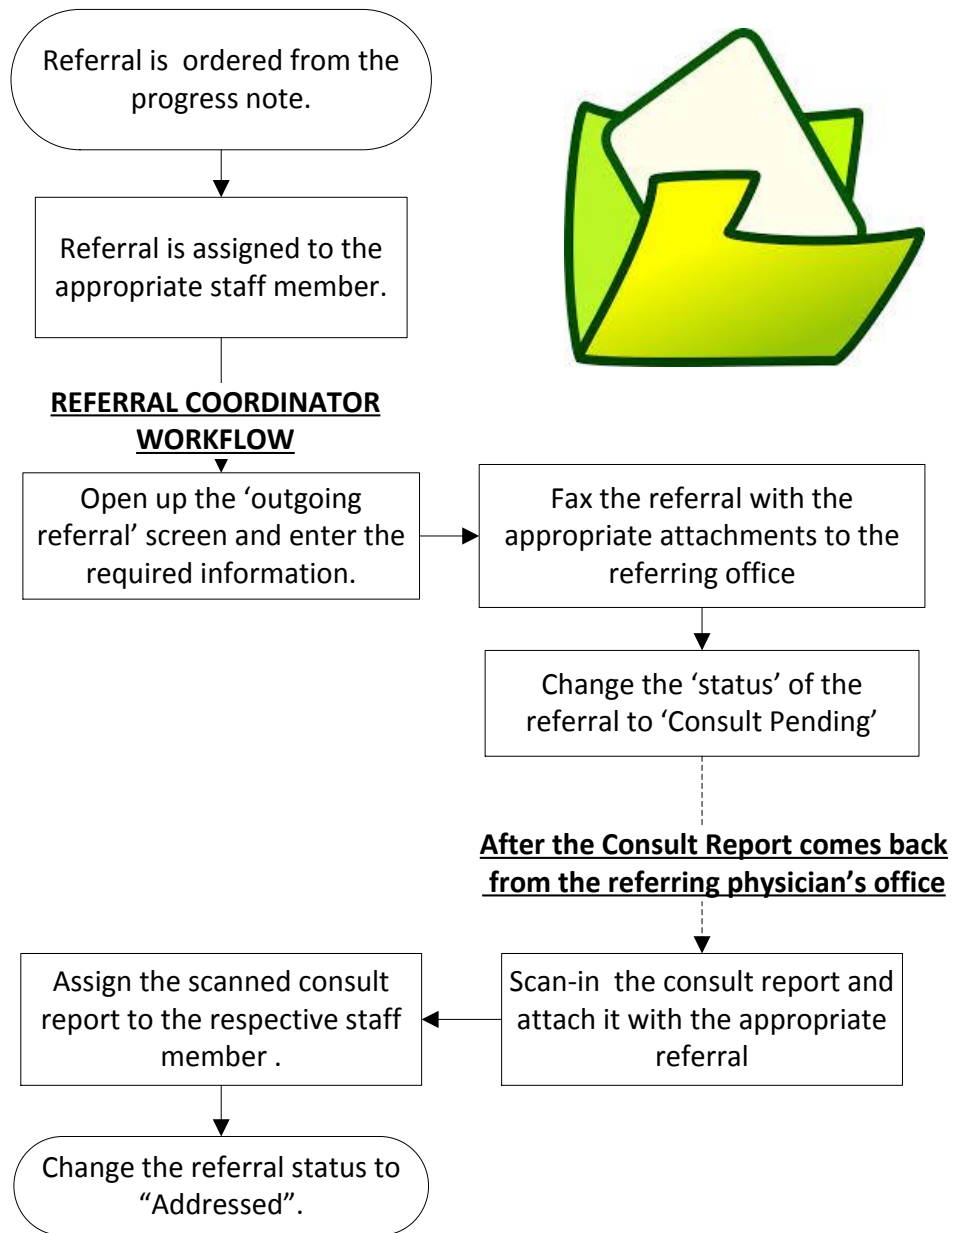 Referral is  ordered from the
progress note.
Referral is assigned to the
appropriate staff member.
REFERRAL COORDINATOR
WORKFLOW
Open up the ‘outgoing
referral’ screen and enter the
required information.
Fax the referral with the
appropriate attachments to the
referring office
Change the ‘status’ of the
referral to ‘Consult Pending’
After the Consult Report comes back
from the referring physician’s office
Scan-in  the consult report and
attach it with the appropriate
referral
Assign the scanned consult
report to the respective staff
member .
Change the referral status to
“Addressed”.